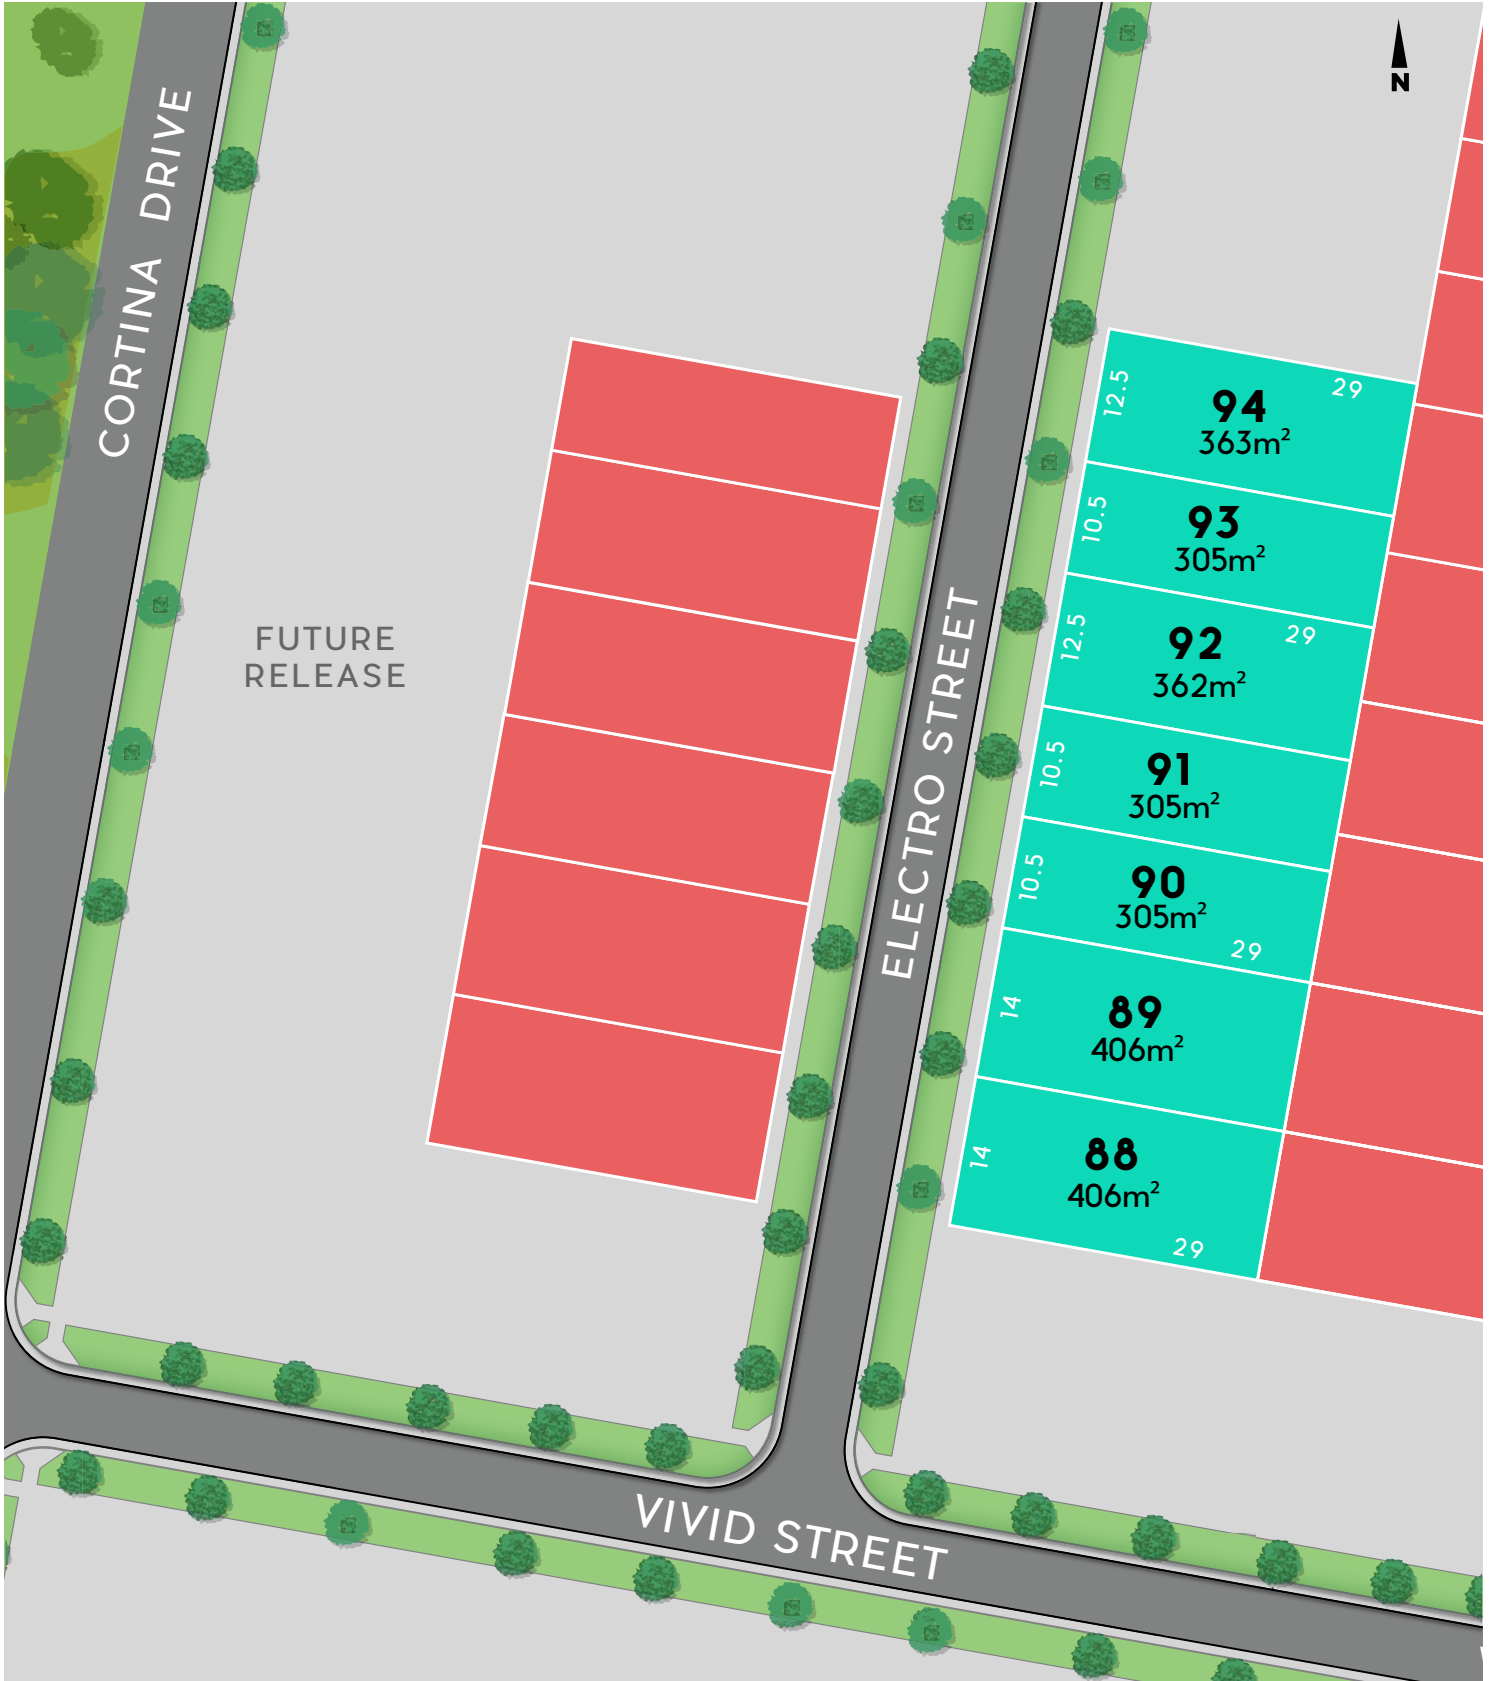 N
CORTINA DRIVE
FUTURE
RELEASE
ELECTRO STREET
VIVID STREET
12.5
29
94
363m²
10.5
93
305m²
12.5
29
92
362m²
10.5
91
305m²
10.5
90
305m²
29
14
89
406m²
14
88
406m²
29